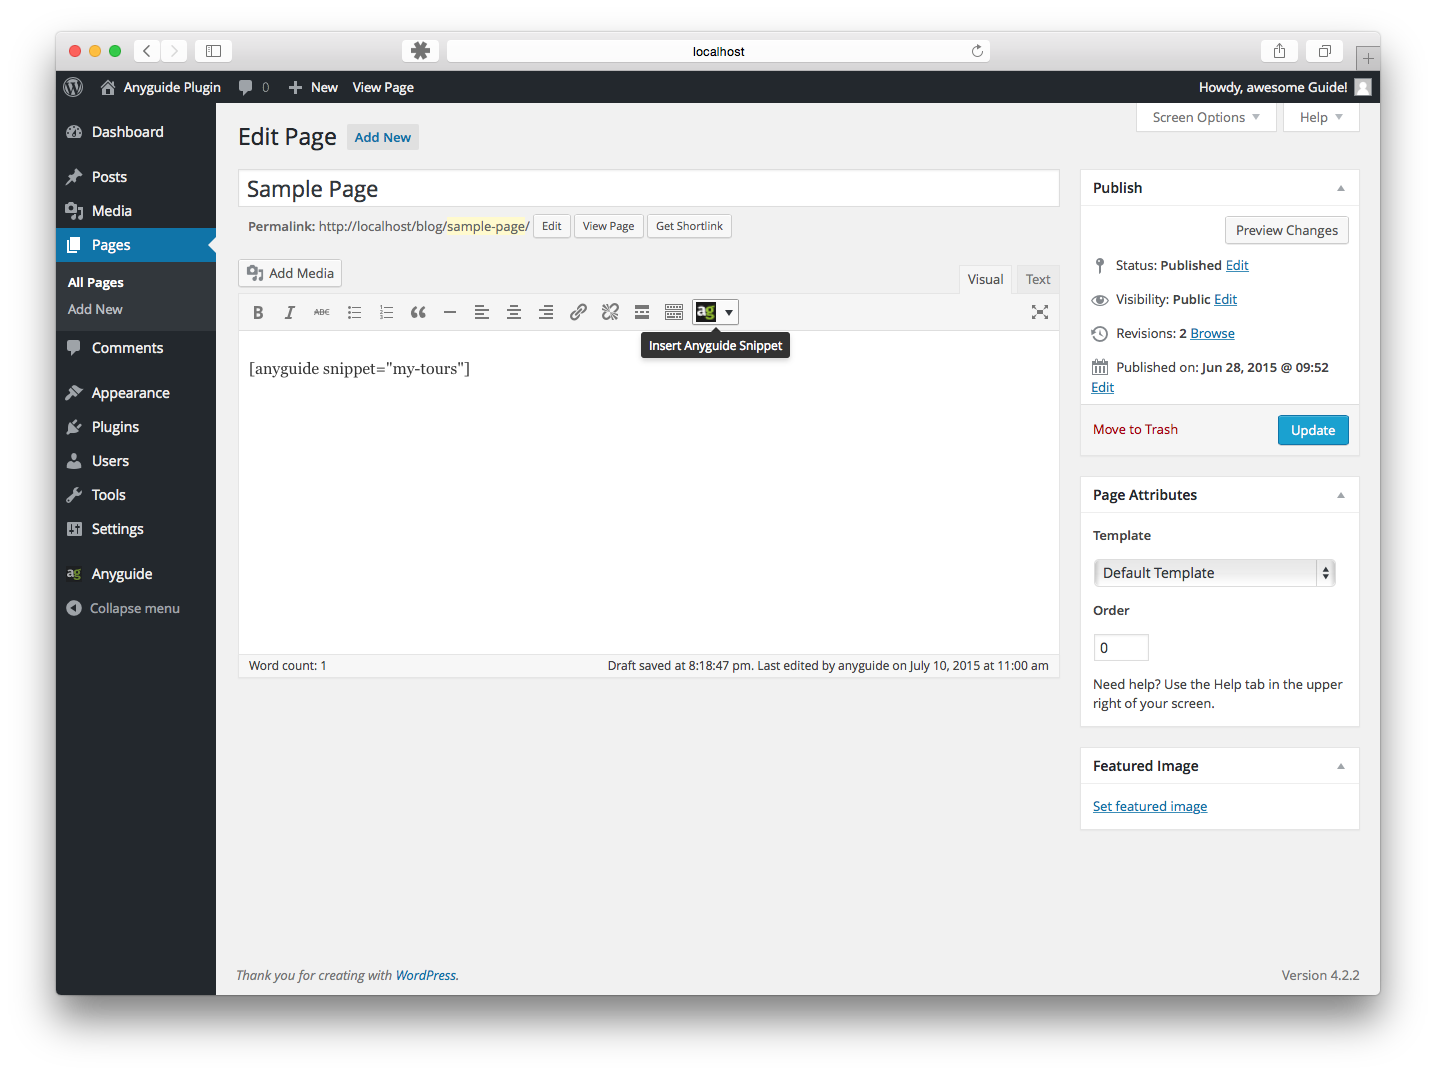 localhost
Anyguide Plugin 0 New View Page Howdy, awesome Guide!
Dashboard
Posts
Media
Pages
All Pages
Add New
Comments
Appearance
Plugins
Users
Tools
Settings
ag Anyguide
Collapse menu
Screen Options Help
Edit Page Add New
Sample Page
Permalink: http://localhost/blog/sample-page/ Edit View Page Get Shortlink
Add Media
Visual Text
B I ABC ag
Insert Anyguide Snippet
[anyguide snippet="my-tours"]
Word count: 1 Draft saved at 8:18:47 pm. Last edited by anyguide on July 10, 2015 at 11:00 am
Publish
Preview Changes
Status: Published Edit
Visibility: Public Edit
Revisions: 2 Browse
Published on: Jun 28, 2015 @ 09:52
Edit
Move to Trash Update
Page Attributes
Template
Default Template
Order
0
Need help? Use the Help tab in the upper
right of your screen.
Featured Image
Set featured image
Thank you for creating with WordPress. Version 4.2.2